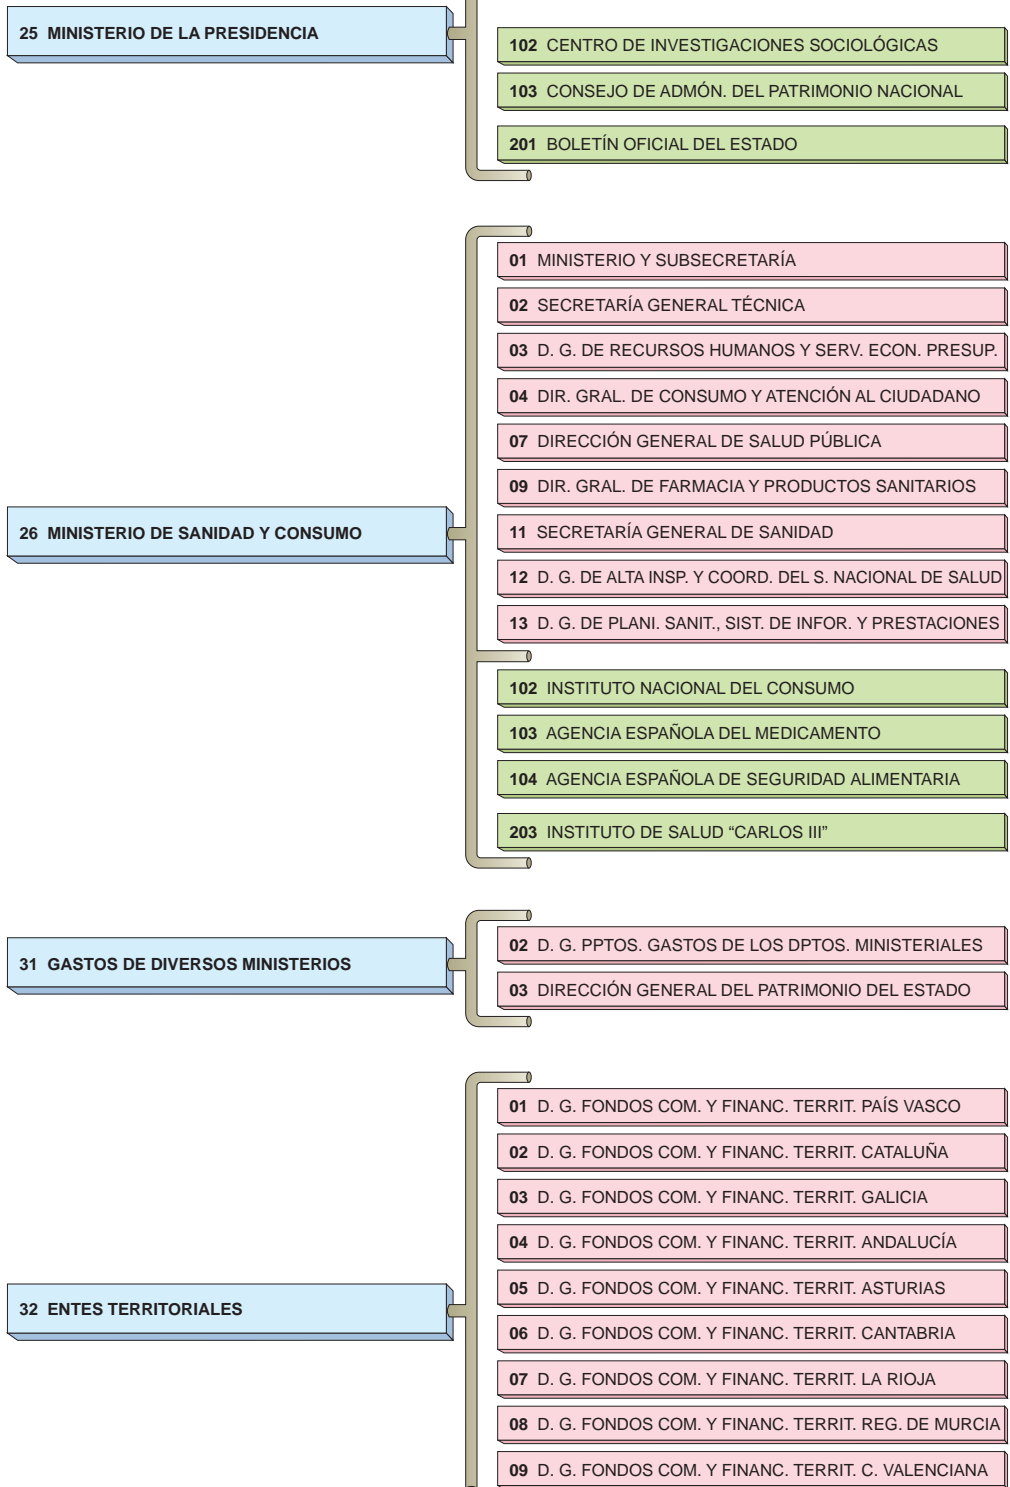 25 MINISTERIO DE LA PRESIDENCIA
102 CENTRO DE INVESTIGACIONES SOCIOLÓGICAS
103 CONSEJO DE ADMÓN. DEL PATRIMONIO NACIONAL
201 BOLETÍN OFICIAL DEL ESTADO
26 MINISTERIO DE SANIDAD Y CONSUMO
01 MINISTERIO Y SUBSECRETARÍA
02 SECRETARÍA GENERAL TÉCNICA
03 D. G. DE RECURSOS HUMANOS Y SERV. ECON. PRESUP.
04 DIR. GRAL. DE CONSUMO Y ATENCIÓN AL CIUDADANO
07 DIRECCIÓN GENERAL DE SALUD PÚBLICA
09 DIR. GRAL. DE FARMACIA Y PRODUCTOS SANITARIOS
11 SECRETARÍA GENERAL DE SANIDAD
12 D. G. DE ALTA INSP. Y COORD. DEL S. NACIONAL DE SALUD
13 D. G. DE PLANI. SANIT., SIST. DE INFOR. Y PRESTACIONES
102 INSTITUTO NACIONAL DEL CONSUMO
103 AGENCIA ESPAÑOLA DEL MEDICAMENTO
104 AGENCIA ESPAÑOLA DE SEGURIDAD ALIMENTARIA
203 INSTITUTO DE SALUD “CARLOS III”
31 GASTOS DE DIVERSOS MINISTERIOS
02 D. G. PPTOS. GASTOS DE LOS DPTOS. MINISTERIALES
03 DIRECCIÓN GENERAL DEL PATRIMONIO DEL ESTADO
32 ENTES TERRITORIALES
01 D. G. FONDOS COM. Y FINANC. TERRIT. PAÍS VASCO
02 D. G. FONDOS COM. Y FINANC. TERRIT. CATALUÑA
03 D. G. FONDOS COM. Y FINANC. TERRIT. GALICIA
04 D. G. FONDOS COM. Y FINANC. TERRIT. ANDALUCÍA
05 D. G. FONDOS COM. Y FINANC. TERRIT. ASTURIAS
06 D. G. FONDOS COM. Y FINANC. TERRIT. CANTABRIA
07 D. G. FONDOS COM. Y FINANC. TERRIT. LA RIOJA
08 D. G. FONDOS COM. Y FINANC. TERRIT. REG. DE MURCIA
09 D. G. FONDOS COM. Y FINANC. TERRIT. C. VALENCIANA